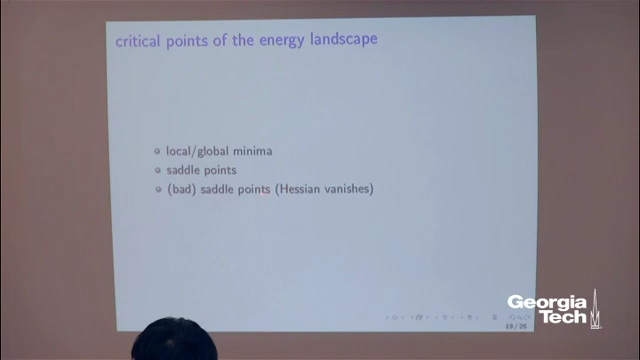 critical points of the energy landscape
local/global minima
saddle points
(bad) saddle points (Hessian vanishes)
Georgia
Tech
19 / 26